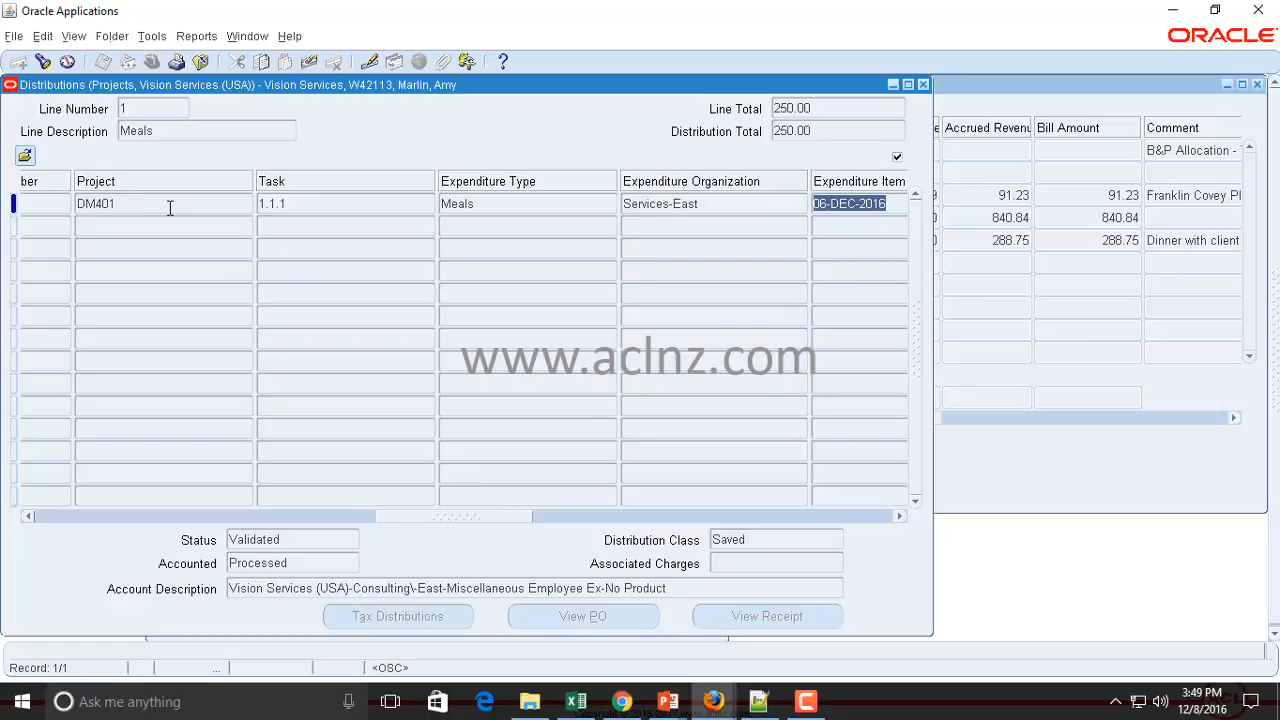 Oracle Applications
File Edit View Folder Tools Reports Window Help
ORACLE
Distributions (Projects, Vision Services (USA)) - Vision Services, W42113, Marlin, Amy
Line Number 1
Line Total 250.00
Line Description Meals
Distribution Total 250.00
ber Project Task Expenditure Type Expenditure Organization Expenditure Item
DM401 1.1.1 Meals Services-East 06-DEC-2016
e Accrued Revenu Bill Amount Comment
B&P Allocation -
9 91.23 91.23 Franklin Covey Pl
0 840.84 840.84
0 288.75 288.75 Dinner with client
www.aclnz.com
Status Validated
Distribution Class Saved
Accounted Processed
Associated Charges
Account Description Vision Services (USA)-Consulting\-East-Miscellaneous Employee Ex-No Product
Tax Distributions View PO View Receipt
Record: 1/1 ... <OSC>
Ask me anything
3:49 PM
12/8/2016